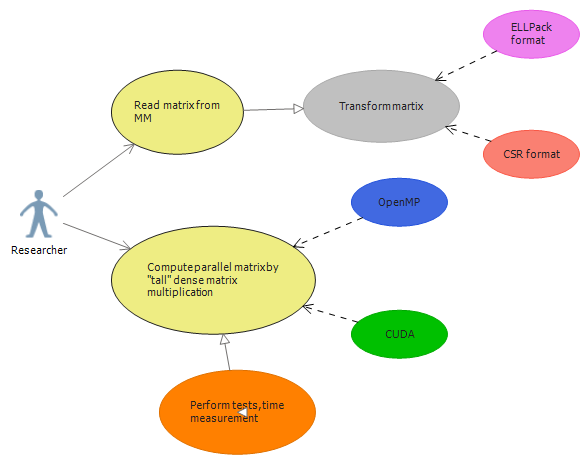 ELLPack
format
Read matrix from
MM
Transform martix
CSR format
OpenMP
Researcher
Compute parallel matrix by
"tall" dense matrix
multiplication
CUDA
Perform tests, time
measurement